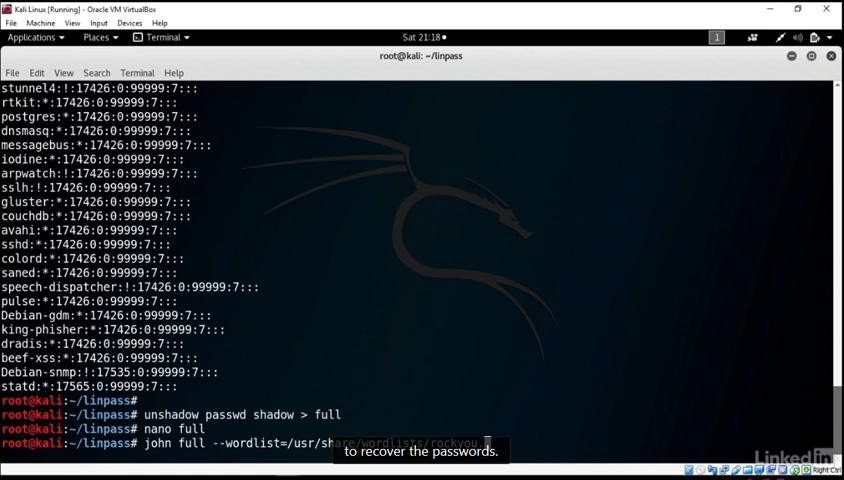 Kali Linux [Running] - Oracle VM VirtualBox
File Machine View Input Devices Help
Applications Places Terminal Sat 21:18 1
root@kali: ~/linpass
File Edit View Search Terminal Help
stunnel4:!:17426:0:99999:7:::
rtkit:*:17426:0:99999:7:::
postgres:*:17426:0:99999:7:::
dnsmasq:*:17426:0:99999:7:::
messagebus:*:17426:0:99999:7:::
iodine:*:17426:0:99999:7:::
arpwatch:!:17426:0:99999:7:::
sslh:!:17426:0:99999:7:::
gluster:*:17426:0:99999:7:::
couchdb:*:17426:0:99999:7:::
avahi:*:17426:0:99999:7:::
sshd:*:17426:0:99999:7:::
colord:*:17426:0:99999:7:::
saned:*:17426:0:99999:7:::
speech-dispatcher:!:17426:0:99999:7:::
pulse:*:17426:0:99999:7:::
Debian-gdm:*:17426:0:99999:7:::
king-phisher:*:17426:0:99999:7:::
dradis:*:17426:0:99999:7:::
beef-xss:*:17426:0:99999:7:::
Debian-snmp:!:17535:0:99999:7:::
statd:*:17565:0:99999:7:::
root@kali:~/linpass#
root@kali:~/linpass# unshadow passwd shadow > full
root@kali:~/linpass# nano full
root@kali:~/linpass# john full --wordlist=/usr/share/wordlists/rockyou.
to recover the passwords.
LinkedIn
Right Ctrl